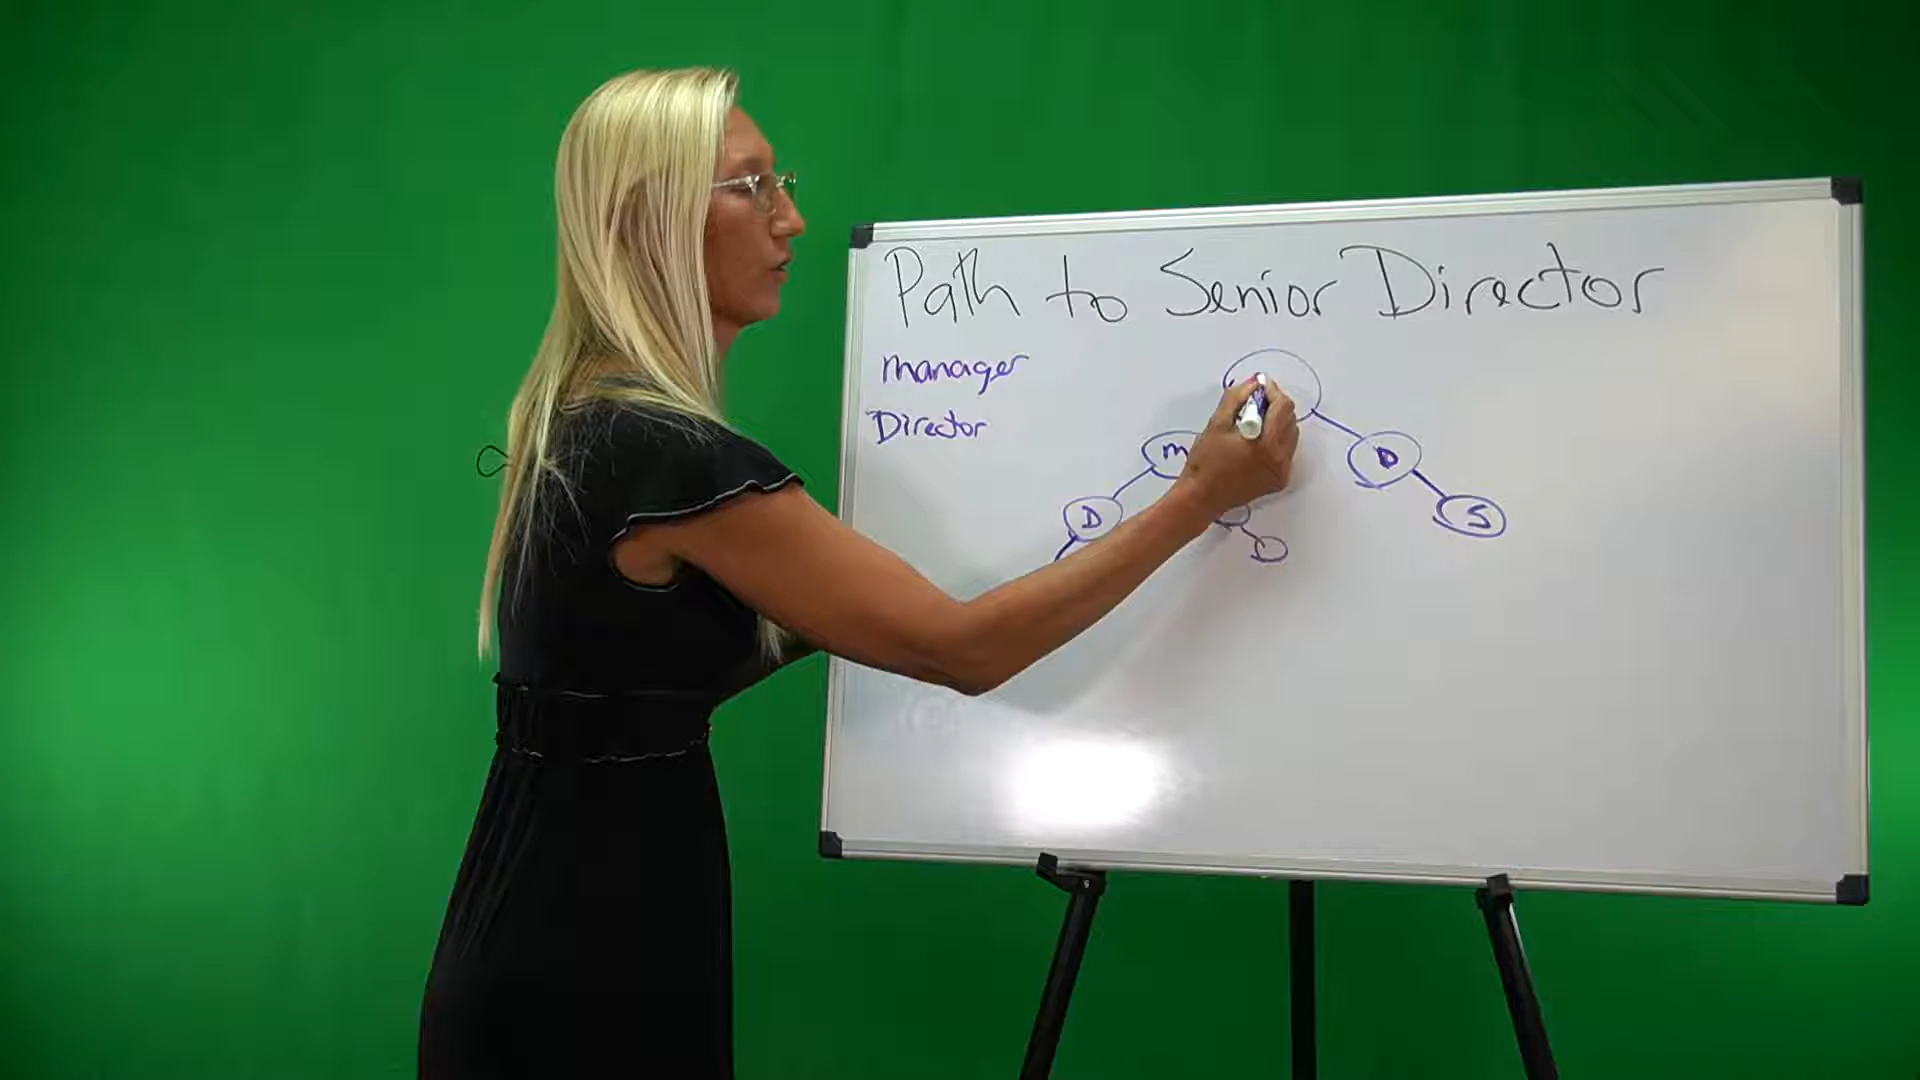 Path to Senior Director
manager
Director
m
D
D
S